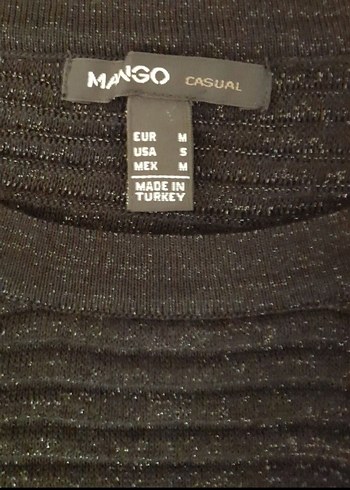 MANGO CASUAL
EUR M
USA S
MEX M
MADE IN
TURKEY